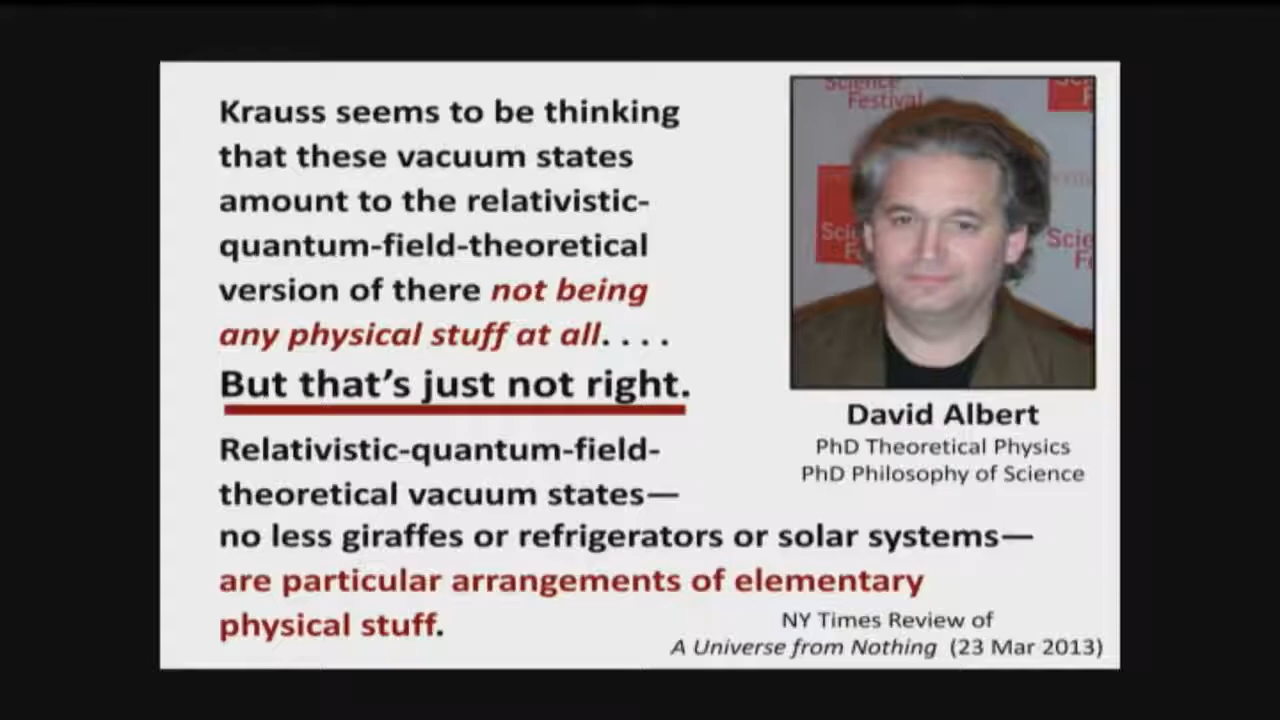 Krauss seems to be thinking
that these vacuum states
amount to the relativistic-
quantum-field-theoretical
version of there not being
any physical stuff at all. . . .
But that’s just not right.
Relativistic-quantum-field-
theoretical vacuum states—
no less giraffes or refrigerators or solar systems—
are particular arrangements of elementary
physical stuff.
Science
Festival
David Albert
PhD Theoretical Physics
PhD Philosophy of Science
NY Times Review of
A Universe from Nothing (23 Mar 2013)